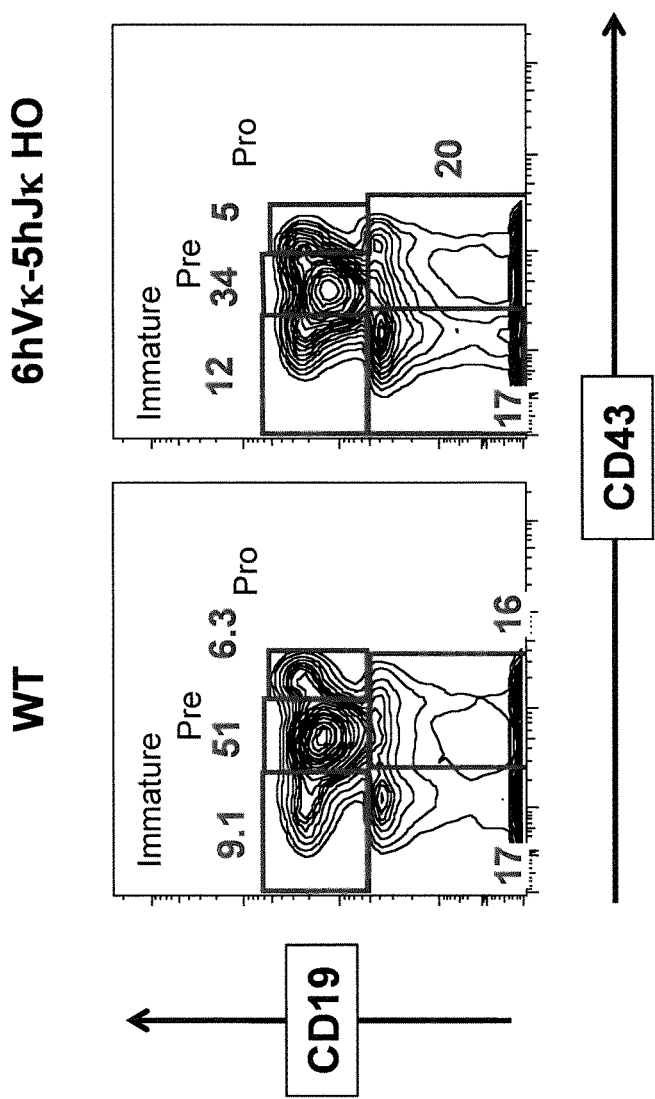 WT
6hVκ-5hJκ HO
Immature
Pre
Pro
9.1
51
6.3
17
16
Immature
Pre
Pro
12
34
5
17
20
CD19
CD43